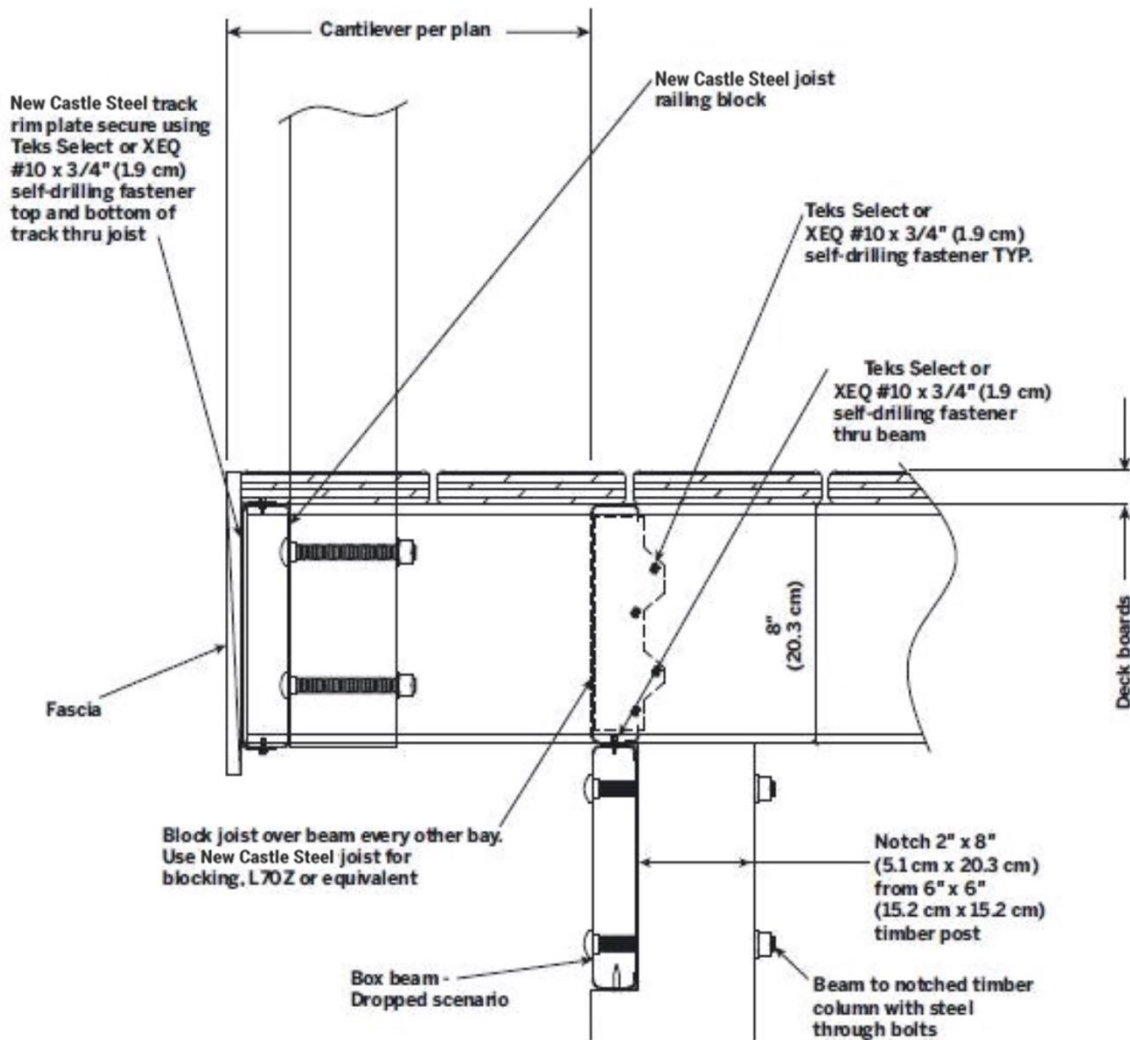 Cantilever per plan
New Castle Steel track
rim plate secure using
Teks Select or XEQ
#10 x 3/4" (1.9 cm)
self-drilling fastener
top and bottom of
track thru joist
New Castle Steel joist
railing block
Teks Select or
XEQ #10 x 3/4" (1.9 cm)
self-drilling fastener TYP.
Teks Select or
XEQ #10 x 3/4" (1.9 cm)
self-drilling fastener
thru beam
8"
(20.3 cm)
Deck boards
Fascia
Block joist over beam every other bay.
Use New Castle Steel joist for
blocking, L70Z or equivalent
Notch 2" x 8"
(5.1 cm x 20.3 cm)
from 6" x 6"
(15.2 cm x 15.2 cm)
timber post
Box beam -
Dropped scenario
Beam to notched timber
column with steel
through bolts